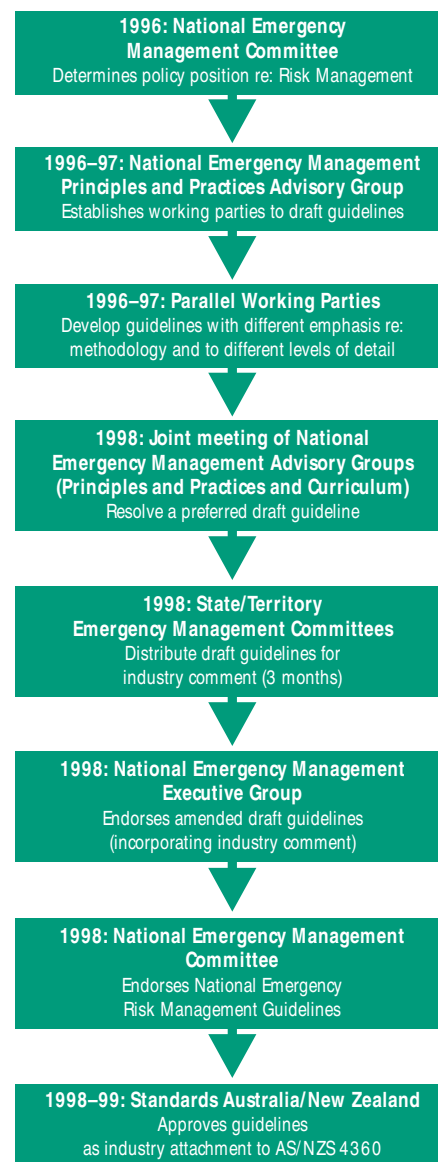 1996: National Emergency
Management Committee
Determines policy position re: Risk Management
1996–97: National Emergency Management
Principles and Practices Advisory Group
Establishes working parties to draft guidelines
1996–97: Parallel Working Parties
Develop guidelines with different emphasis re:
methodology and to different levels of detail
1998: Joint meeting of National
Emergency Management Advisory Groups
(Principles and Practices and Curriculum)
Resolve a preferred draft guideline
1998: State/Territory
Emergency Management Committees
Distribute draft guidelines for
industry comment (3 months)
1998: National Emergency Management
Executive Group
Endorses amended draft guidelines
(incorporating industry comment)
1998: National Emergency Management
Committee
Endorses National Emergency
Risk Management Guidelines
1998–99: Standards Australia/New Zealand
Approves guidelines
as industry attachment to AS/NZS 4360